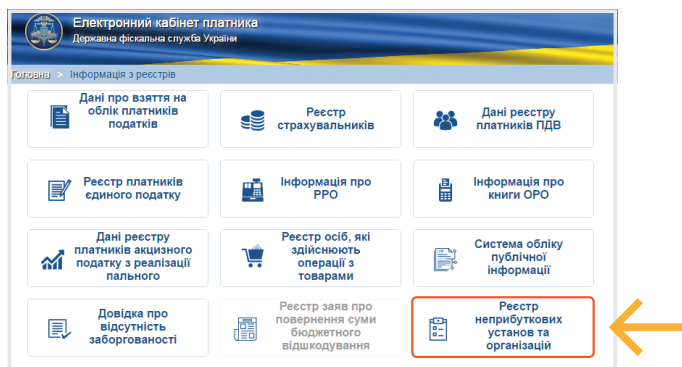 Електронний кабінет платника
Державна фіскальна служба України
Головна > Інформація з реєстрів
Дані про взяття на
облік платників
податків
Реєстр
страхувальників
Дані реєстру
платників ПДВ
Реєстр платників
єдиного податку
Інформація про
РРО
Інформація про
книги ОРО
Дані реєстру
платників акцизного
податку з реалізації
пального
Реєстр осіб, які
здійснюють
операції з
товарами
Система обліку
публічної
інформації
Довідка про
відсутність
заборгованості
Реєстр заяв про
повернення суми
бюджетного
відшкодування
Реєстр
неприбуткових
установ та
організацій